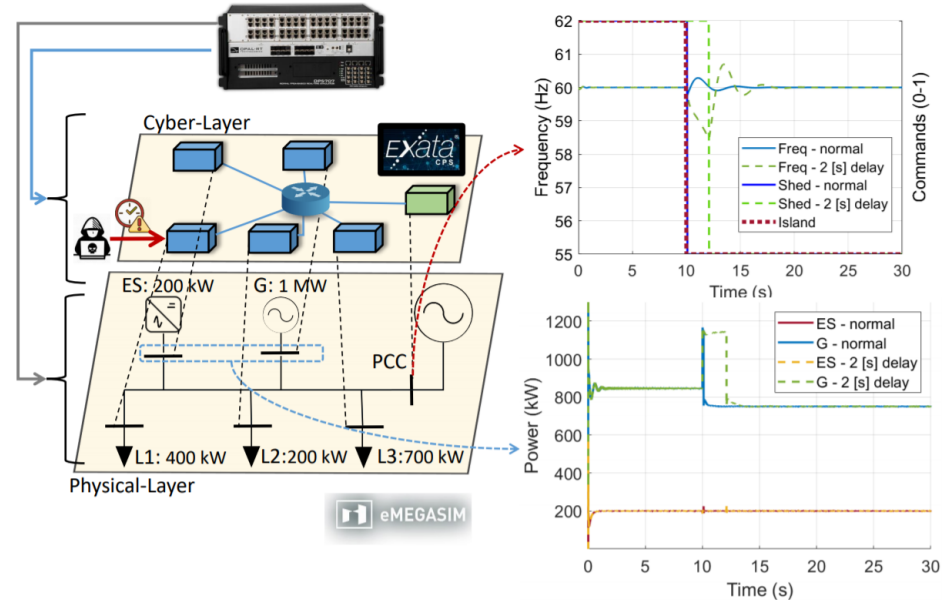 Cyber-Layer
EXata
CPS
ES: 200 kW
G: 1 MW
PCC
L1: 400 kW
L2:200 kW
L3:700 kW
Physical-Layer
eMEGASIM
62
61
60
59
58
57
56
55
Frequency (Hz)
Commands (0-1)
Freq - normal
Freq - 2 [s] delay
Shed - normal
Shed - 2 [s] delay
Island
0
5
10
15
20
25
30
Time (s)
1200
1000
800
600
400
200
Power (kW)
ES - normal
G - normal
ES - 2 [s] delay
G - 2 [s] delay
0
5
10
15
20
25
30
Time (s)